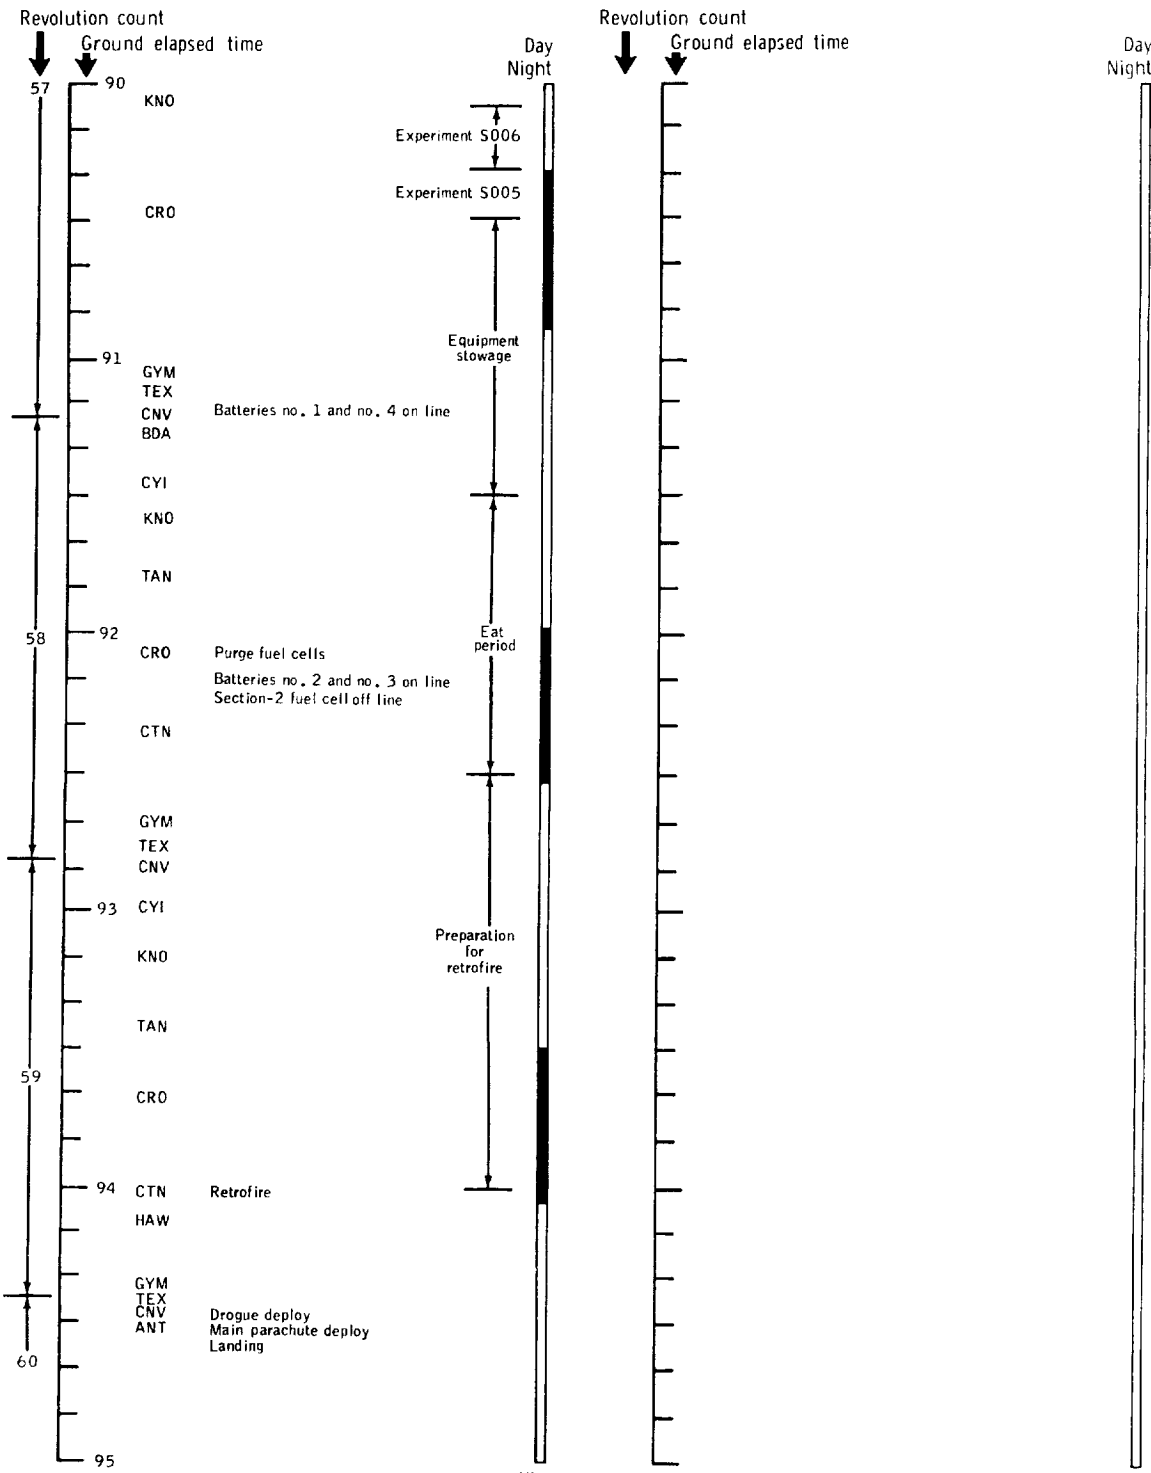 Revolution count
Ground elapsed time
Day
Night
Revolution count
Ground elapsed time
Day
Night
57
90
KNO
Experiment S006
Experiment S005
CRO
Equipment
stowage
91
GYM
TEX
CNV
Batteries no. 1 and no. 4 on line
BDA
CYI
KNO
TAN
58
92
Eat
period
CRO
Purge fuel cells
Batteries no. 2 and no. 3 on line
Section-2 fuel cell off line
CTN
GYM
TEX
CNV
93
CYI
Preparation
for
retrofire
KNO
TAN
59
CRO
94
CTN
Retrofire
HAW
GYM
TEX
CNV
Drogue deploy
ANT
Main parachute deploy
Landing
60
95